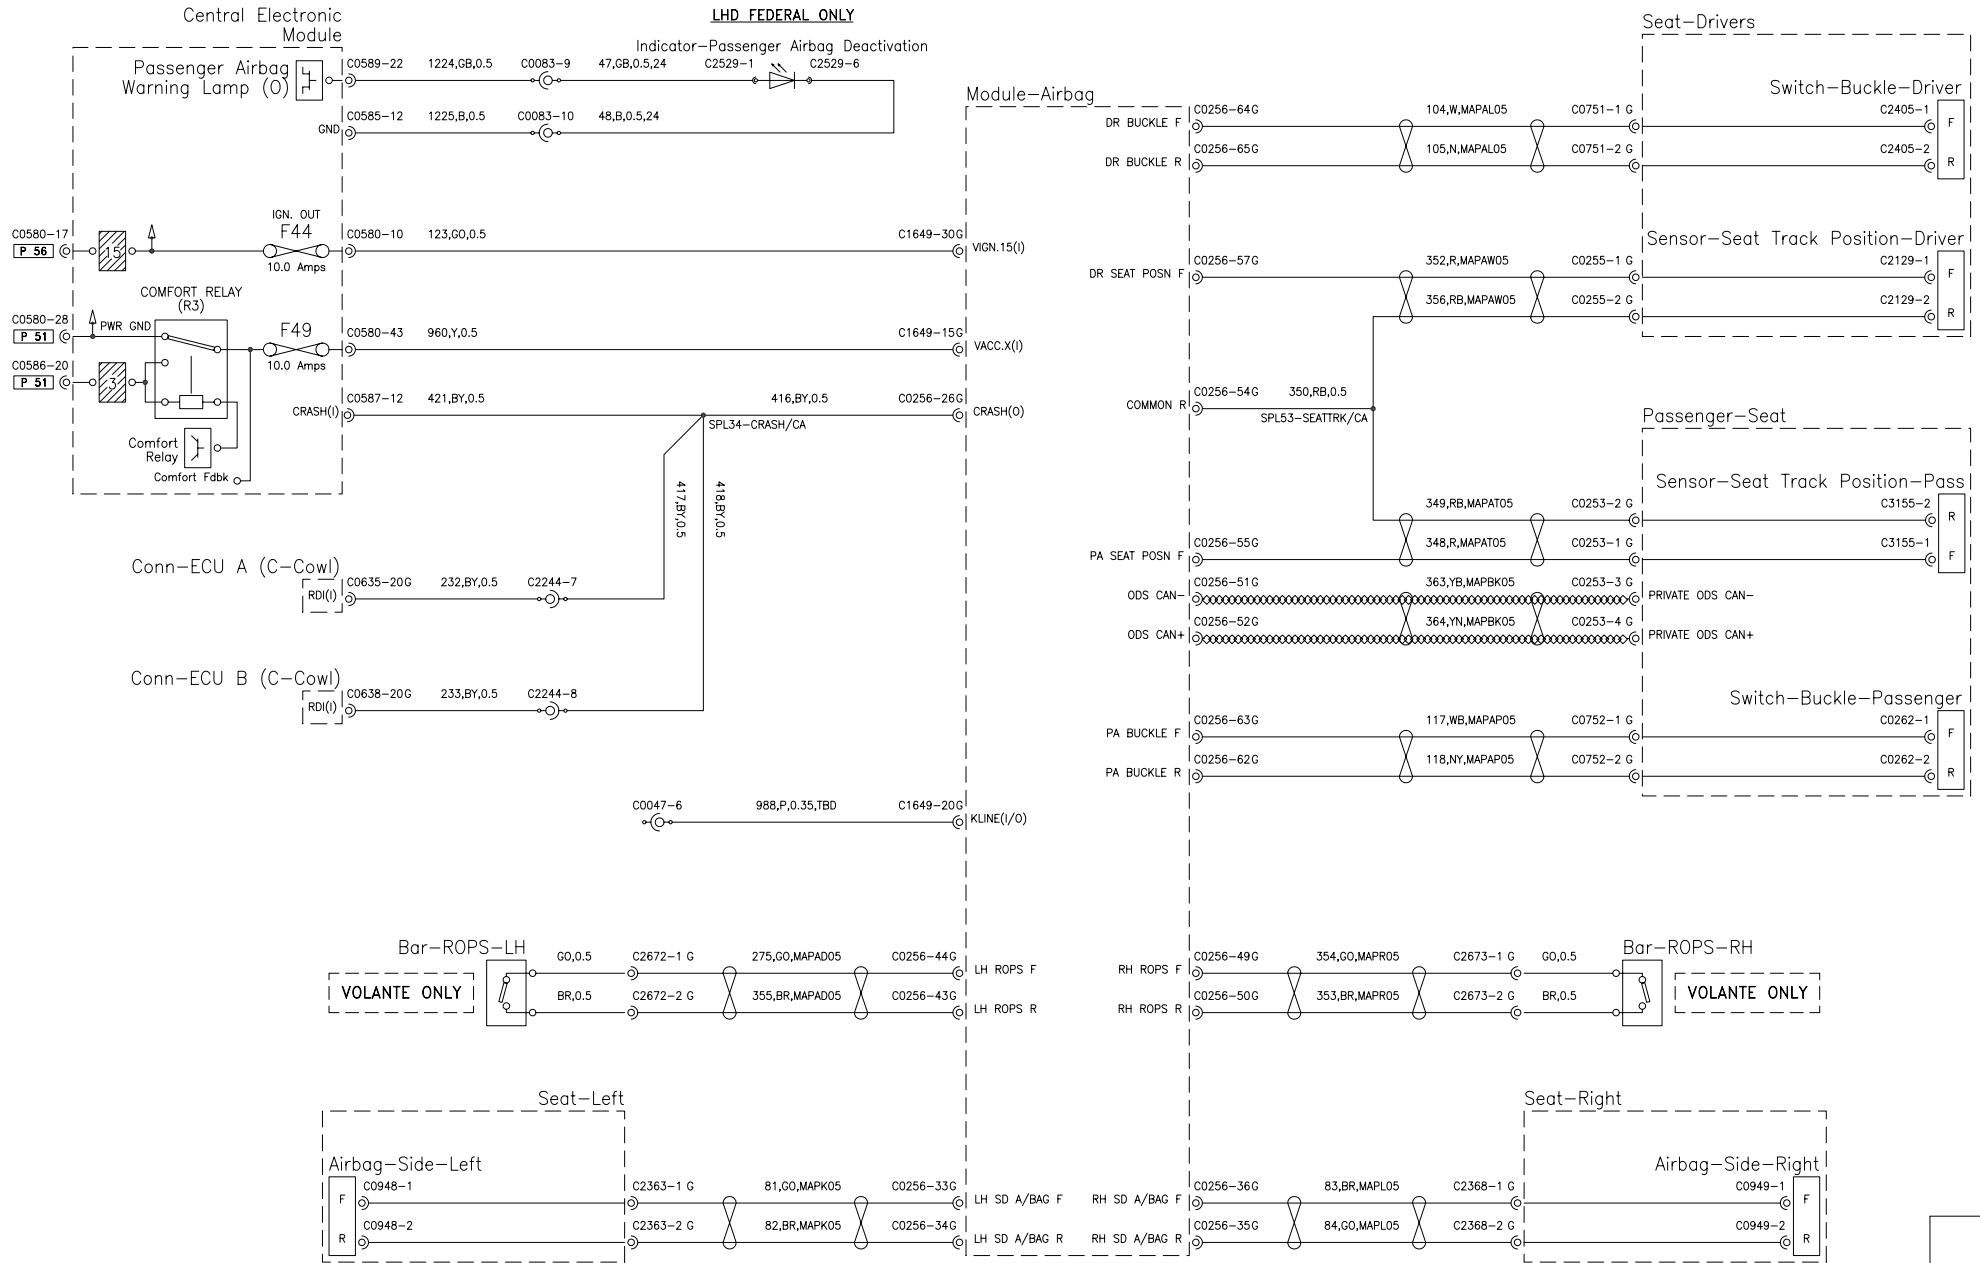 LHD FEDERAL ONLY
Central Electronic
Module
Indicator-Passenger Airbag Deactivation
Passenger Airbag
Warning Lamp (O)
C0589-22 1224,GB,0.5 C0083-9 47,GB,0.5,24 C2529-1 C2529-6
GND C0585-12 1225,B,0.5 C0083-10 48,B,0.5,24
IGN. OUT
F44
10.0 Amps
C0580-17
P 56
15
C0580-10 123,GO,0.5 C1649-30G VIGN.15(I)
COMFORT RELAY
(R3)
C0580-28
P 51
PWR GND
F49
10.0 Amps
C0580-43 960,Y,0.5 C1649-15G VACC.X(I)
C0586-20
P 51
3
CRASH(I) C0587-12 421,BY,0.5 416,BY,0.5 C0256-26G CRASH(O)
SPL34-CRASH/CA
Comfort
Relay
Comfort Fdbk
417,BY,0.5
418,BY,0.5
Conn-ECU A (C-Cowl)
RDI(I) C0635-20G 232,BY,0.5 C2244-7
Conn-ECU B (C-Cowl)
RDI(I) C0638-20G 233,BY,0.5 C2244-8
C0047-6 988,P,0.35,TBD C1649-20G KLINE(I/O)
Bar-ROPS-LH
VOLANTE ONLY
GO,0.5 C2672-1 G 275,GO,MAPAD05 C0256-44G LH ROPS F
BR,0.5 C2672-2 G 355,BR,MAPAD05 C0256-43G LH ROPS R
Seat-Left
Airbag-Side-Left
F C0948-1 C2363-1 G 81,GO,MAPK05 C0256-33G LH SD A/BAG F
R C0948-2 C2363-2 G 82,BR,MAPK05 C0256-34G LH SD A/BAG R
Module-Airbag
Seat-Drivers
Switch-Buckle-Driver
DR BUCKLE F C0256-64G 104,W,MAPAL05 C0751-1 G C2405-1 F
DR BUCKLE R C0256-65G 105,N,MAPAL05 C0751-2 G C2405-2 R
Sensor-Seat Track Position-Driver
DR SEAT POSN F C0256-57G 352,R,MAPAW05 C0255-1 G C2129-1 F
356,RB,MAPAW05 C0255-2 G C2129-2 R
COMMON R C0256-54G 350,RB,0.5
SPL53-SEATTRK/CA
Passenger-Seat
Sensor-Seat Track Position-Pass
349,RB,MAPAT05 C0253-2 G C3155-2 R
PA SEAT POSN F C0256-55G 348,R,MAPAT05 C0253-1 G C3155-1 F
ODS CAN- C0256-51G 363,YB,MAPBK05 C0253-3 G PRIVATE ODS CAN-
ODS CAN+ C0256-52G 364,YN,MAPBK05 C0253-4 G PRIVATE ODS CAN+
Switch-Buckle-Passenger
PA BUCKLE F C0256-63G 117,WB,MAPAP05 C0752-1 G C0262-1 F
PA BUCKLE R C0256-62G 118,NY,MAPAP05 C0752-2 G C0262-2 R
Bar-ROPS-RH
RH ROPS F C0256-49G 354,GO,MAPR05 C2673-1 G GO,0.5
RH ROPS R C0256-50G 353,BR,MAPR05 C2673-2 G BR,0.5
VOLANTE ONLY
Seat-Right
Airbag-Side-Right
RH SD A/BAG F C0256-36G 83,BR,MAPL05 C2368-1 G C0949-1 F
RH SD A/BAG R C0256-35G 84,GO,MAPL05 C2368-2 G C0949-2 R